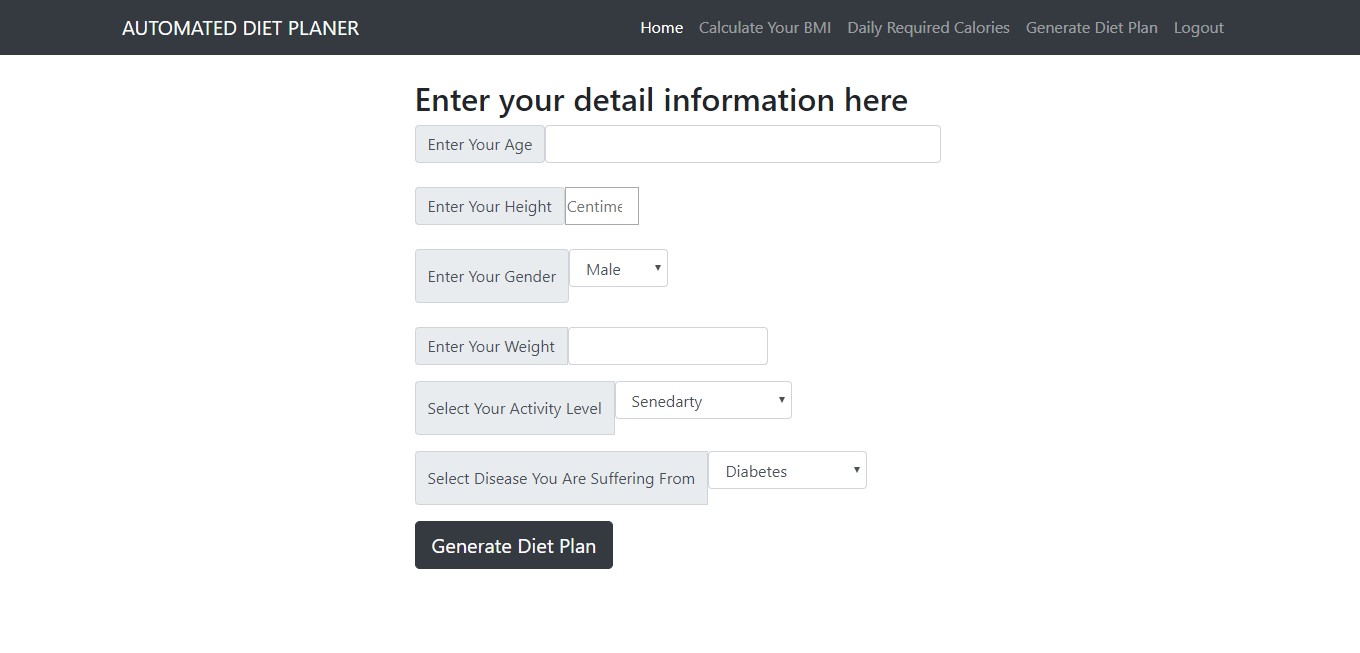 AUTOMATED DIET PLANER
Home Calculate Your BMI Daily Required Calories Generate Diet Plan Logout
Enter your detail information here
Enter Your Age
Enter Your Height Centime
Enter Your Gender Male
Enter Your Weight
Select Your Activity Level Senedarty
Select Disease You Are Suffering From Diabetes
Generate Diet Plan